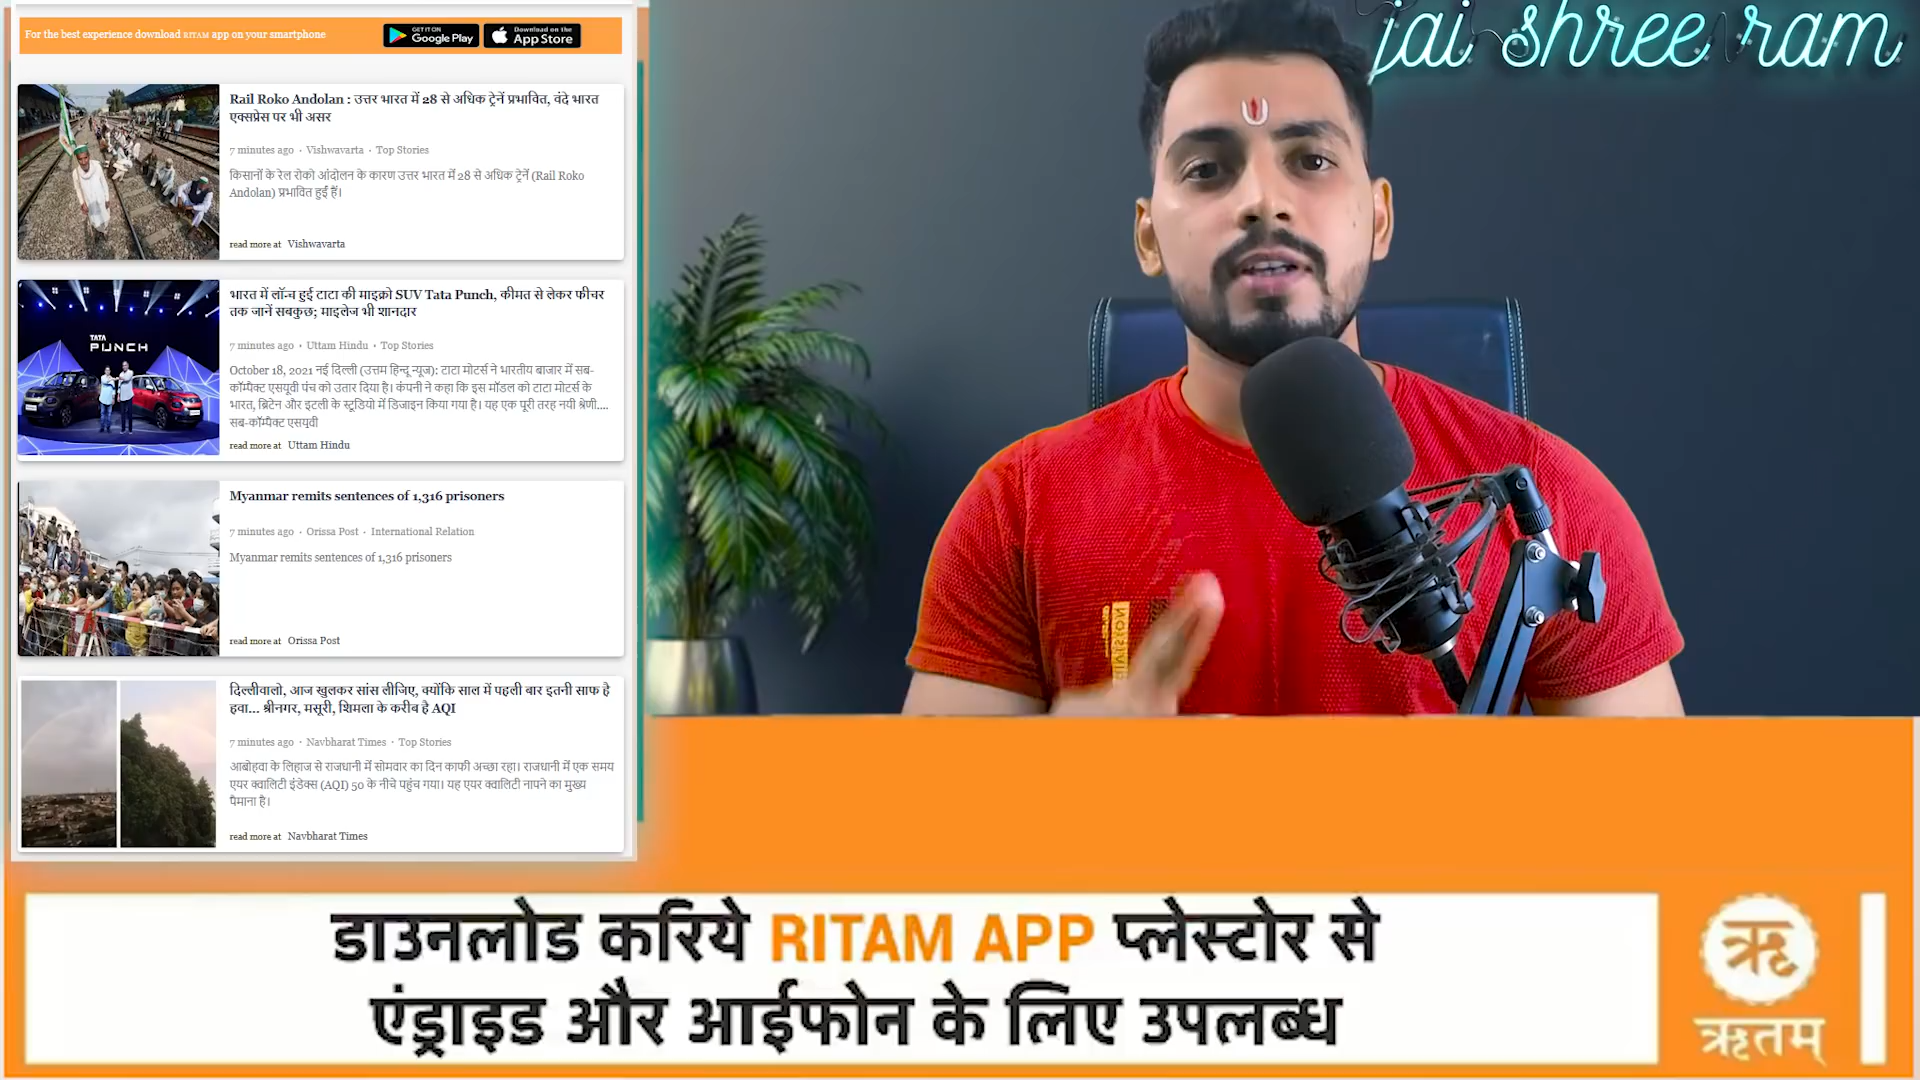 For the best experience download RITAM app on your smartphone
GET IT ON
Google Play
Download on the
App Store
Rail Roko Andolan : उत्तर भारत में 28 से अधिक ट्रेनें प्रभावित, वंदे भारत
एक्सप्रेस पर भी असर
7 minutes ago · Vishwavarta · Top Stories
किसानों के रेल रोको आंदोलन के कारण उत्तर भारत में 28 से अधिक ट्रेनें (Rail Roko
Andolan) प्रभावित हुईं हैं।
read more at Vishwavarta
TATA
PUNCH
भारत में लॉन्च हुई टाटा की माइक्रो SUV Tata Punch, कीमत से लेकर फीचर
तक जानें सबकुछ; माइलेज भी शानदार
7 minutes ago · Uttam Hindu · Top Stories
October 18, 2021 नई दिल्ली (उत्तम हिन्दू न्यूज): टाटा मोटर्स ने भारतीय बाजार में सब-
कॉम्पैक्ट एसयूवी पंच को उतार दिया है। कंपनी ने कहा कि इस मॉडल को टाटा मोटर्स के
भारत, ब्रिटेन और इटली के स्टूडियो में डिजाइन किया गया है। यह एक पूरी तरह नयी श्रेणी....
सब-कॉम्पैक्ट एसयूवी
read more at Uttam Hindu
Myanmar remits sentences of 1,316 prisoners
7 minutes ago · Orissa Post · International Relation
Myanmar remits sentences of 1,316 prisoners
read more at Orissa Post
दिल्लीवालो, आज खुलकर सांस लीजिए, क्योंकि साल में पहली बार इतनी साफ है
हवा... श्रीनगर, मसूरी, शिमला के करीब है AQI
7 minutes ago · Navbharat Times · Top Stories
आबोहवा के लिहाज से राजधानी में सोमवार का दिन काफी अच्छा रहा। राजधानी में एक समय
एयर क्वालिटी इंडेक्स (AQI) 50 के नीचे पहुंच गया। यह एयर क्वालिटी नापने का मुख्य
पैमाना है।
read more at Navbharat Times
jai shree ram
डाउनलोड करिये RITAM APP प्लेस्टोर से
एंड्राइड और आईफोन के लिए उपलब्ध
ऋ
ऋतम्